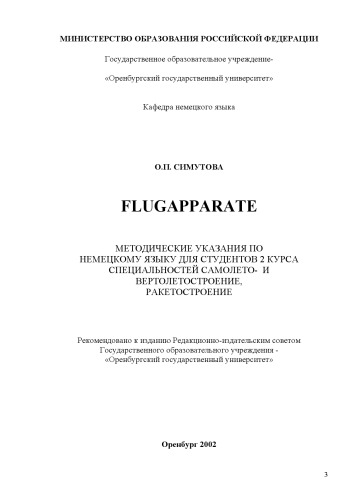 МИНИСТЕРСТВО ОБРАЗОВАНИЯ РОССИЙСКОЙ ФЕДЕРАЦИИ
Государственное образовательное учреждение-
«Оренбургский государственный университет»
Кафедра немецкого языка
О.П. СИМУТОВА
FLUGAPPARATE
МЕТОДИЧЕСКИЕ УКАЗАНИЯ ПО
НЕМЕЦКОМУ ЯЗЫКУ ДЛЯ СТУДЕНТОВ 2 КУРСА
СПЕЦИАЛЬНОСТЕЙ САМОЛЕТО- И
ВЕРТОЛЕТОСТРОЕНИЕ,
РАКЕТОСТРОЕНИЕ
Рекомендовано к изданию Редакционно-издательским советом
Государственного образовательного учреждения -
«Оренбургский государственный университет»
Оренбург 2002
3